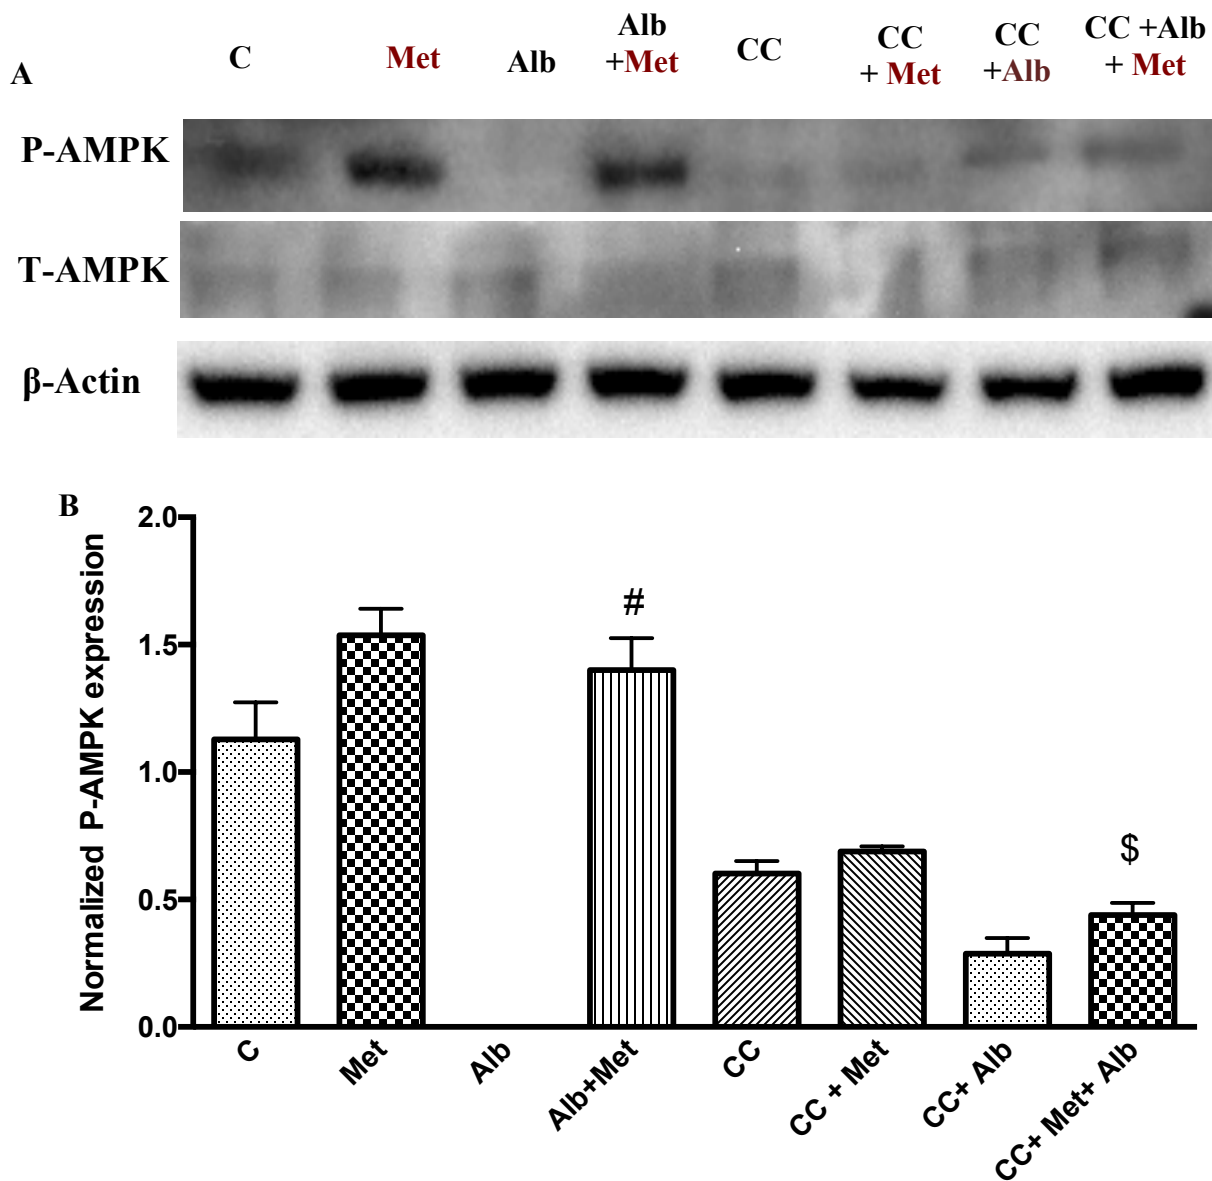 A
C
Met
Alb
Alb
+Met
CC
CC
+ Met
CC
+Alb
CC +Alb
+ Met
P-AMPK
T-AMPK
β-Actin
B
Normalized P-AMPK expression
2.0
1.5
1.0
0.5
0.0
#
$
C
Met
Alb
Alb+Met
CC
CC + Met
CC+ Alb
CC+ Met+ Alb